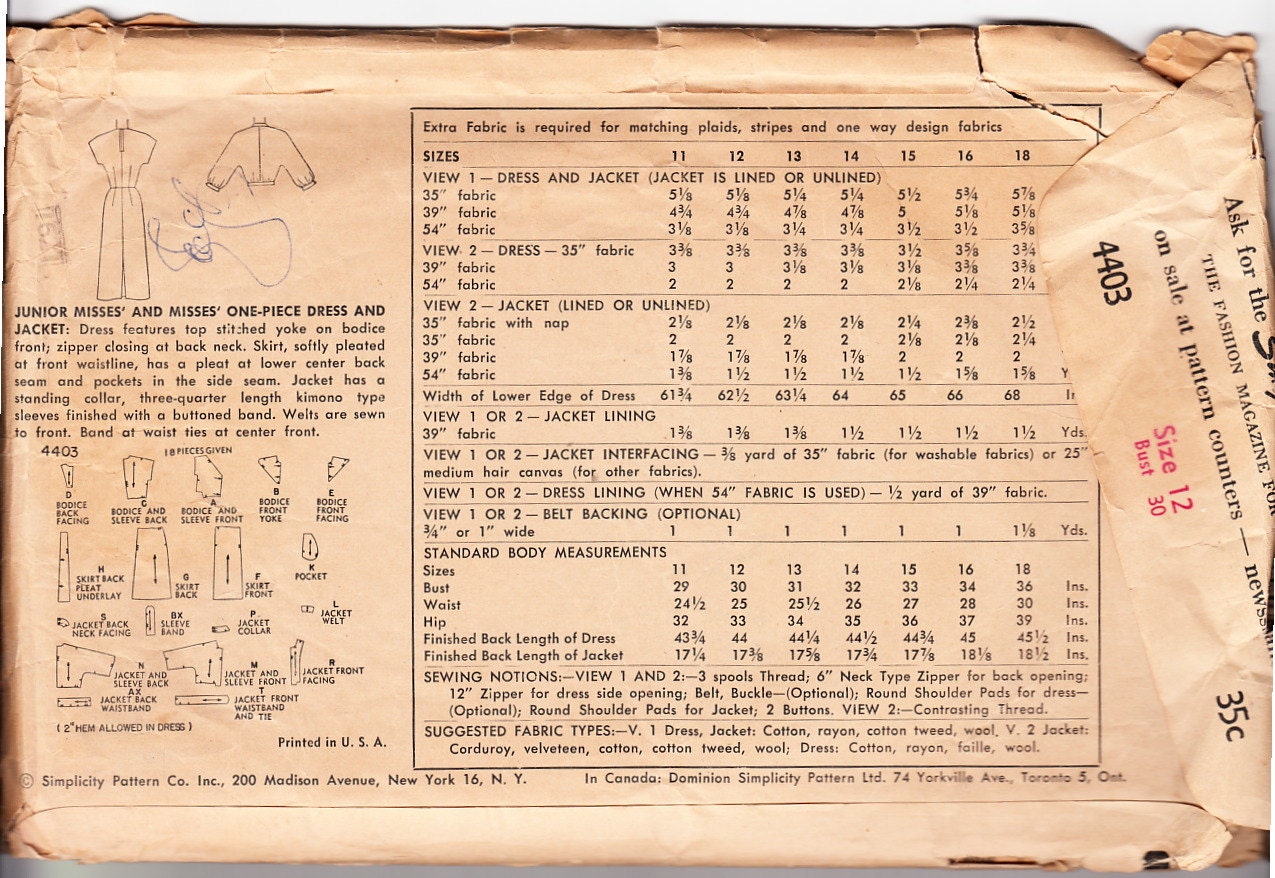 Extra Fabric is required for matching plaids, stripes and one way design fabrics
SIZES 11 12 13 14 15 16 18
VIEW 1 — DRESS AND JACKET (JACKET IS LINED OR UNLINED)
35" fabric 5⅛ 5⅛ 5¼ 5¼ 5½ 5¾ 5⅞
39" fabric 4¾ 4¾ 4⅞ 4⅞ 5 5⅛ 5⅛
54" fabric 3⅛ 3⅛ 3¼ 3¼ 3½ 3½ 3⅝
VIEW 2 — DRESS — 35" fabric 3⅜ 3⅜ 3⅜ 3⅜ 3½ 3⅝ 3¾
39" fabric 3 3 3⅛ 3⅛ 3⅛ 3⅜ 3⅜
54" fabric 2 2 2 2 2⅛ 2¼ 2¼
VIEW 2 — JACKET (LINED OR UNLINED)
35" fabric with nap 2⅛ 2⅛ 2⅛ 2⅛ 2¼ 2⅜ 2½
35" fabric 2 2 2 2 2⅛ 2⅛ 2¼
39" fabric 1⅞ 1⅞ 1⅞ 1⅞ 2 2 2
54" fabric 1⅜ 1½ 1½ 1½ 1½ 1⅝ 1⅝ Y
Width of Lower Edge of Dress 61¾ 62½ 63¼ 64 65 66 68 I
VIEW 1 OR 2 — JACKET LINING
39" fabric 1⅜ 1⅜ 1⅜ 1½ 1½ 1½ 1½ Yds.
VIEW 1 OR 2 — JACKET INTERFACING — ⅜ yard of 35" fabric (for washable fabrics) or 25"
medium hair canvas (for other fabrics).
VIEW 1 OR 2 — DRESS LINING (WHEN 54" FABRIC IS USED) — ½ yard of 39" fabric.
VIEW 1 OR 2 — BELT BACKING (OPTIONAL)
¾" or 1" wide 1 1 1 1 1 1 1⅛ Yds.
STANDARD BODY MEASUREMENTS
Sizes 11 12 13 14 15 16 18
Bust 29 30 31 32 33 34 36 Ins.
Waist 24½ 25 25½ 26 27 28 30 Ins.
Hip 32 33 34 35 36 37 39 Ins.
Finished Back Length of Dress 43¾ 44 44¼ 44½ 44¾ 45 45½ Ins.
Finished Back Length of Jacket 17¼ 17⅜ 17⅝ 17¾ 17⅞ 18⅛ 18½ Ins.
SEWING NOTIONS:—VIEW 1 AND 2:—3 spools Thread; 6" Neck Type Zipper for back opening;
12" Zipper for dress side opening; Belt, Buckle—(Optional); Round Shoulder Pads for dress—
(Optional); Round Shoulder Pads for Jacket; 2 Buttons. VIEW 2:—Contrasting Thread.
SUGGESTED FABRIC TYPES:—V. 1 Dress, Jacket: Cotton, rayon, cotton tweed, wool. V. 2 Jacket:
Corduroy, velveteen, cotton, cotton tweed, wool; Dress: Cotton, rayon, faille, wool.
JUNIOR MISSES' AND MISSES' ONE-PIECE DRESS AND
JACKET: Dress features top stitched yoke on bodice
front; zipper closing at back neck. Skirt, softly pleated
at front waistline, has a pleat at lower center back
seam and pockets in the side seam. Jacket has a
standing collar, three-quarter length kimono type
sleeves finished with a buttoned band. Welts are sewn
to front. Band at waist ties at center front.
4403 18 PIECES GIVEN
D
BODICE
BACK
FACING
C
BODICE AND
SLEEVE BACK
A
BODICE AND
SLEEVE FRONT
B
BODICE
FRONT
YOKE
E
BODICE
FRONT
FACING
H
SKIRT BACK
PLEAT
UNDERLAY
G
SKIRT
BACK
F
SKIRT
FRONT
K
POCKET
S
JACKET BACK
NECK FACING
BX
SLEEVE
BAND
P
JACKET
COLLAR
L
JACKET
WELT
N
JACKET AND
SLEEVE BACK
M
JACKET AND
SLEEVE FRONT
R
JACKET FRONT
FACING
AX
JACKET BACK
WAISTBAND
T
JACKET FRONT
WAISTBAND
AND TIE
( 2" HEM ALLOWED IN DRESS )
Printed in U. S. A.
© Simplicity Pattern Co. Inc., 200 Madison Avenue, New York 16, N. Y. In Canada: Dominion Simplicity Pattern Ltd. 74 Yorkville Ave., Toronto 5, Ont.
Ask for the
THE FASHION MAGAZINE FOR
on sale at pattern counters — newss
4403
Size 12
Bust 30
35c